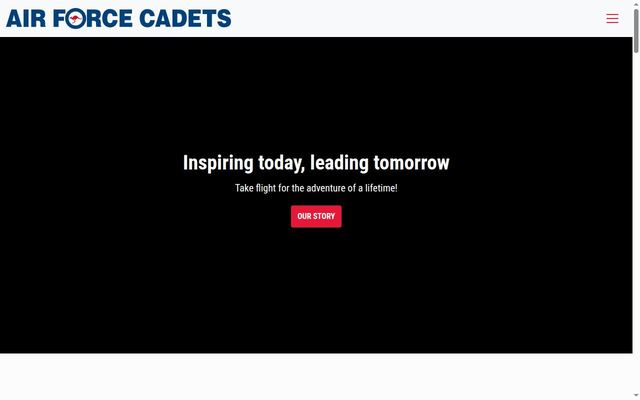 AIR FORCE CADETS
Inspiring today, leading tomorrow
Take flight for the adventure of a lifetime!
OUR STORY